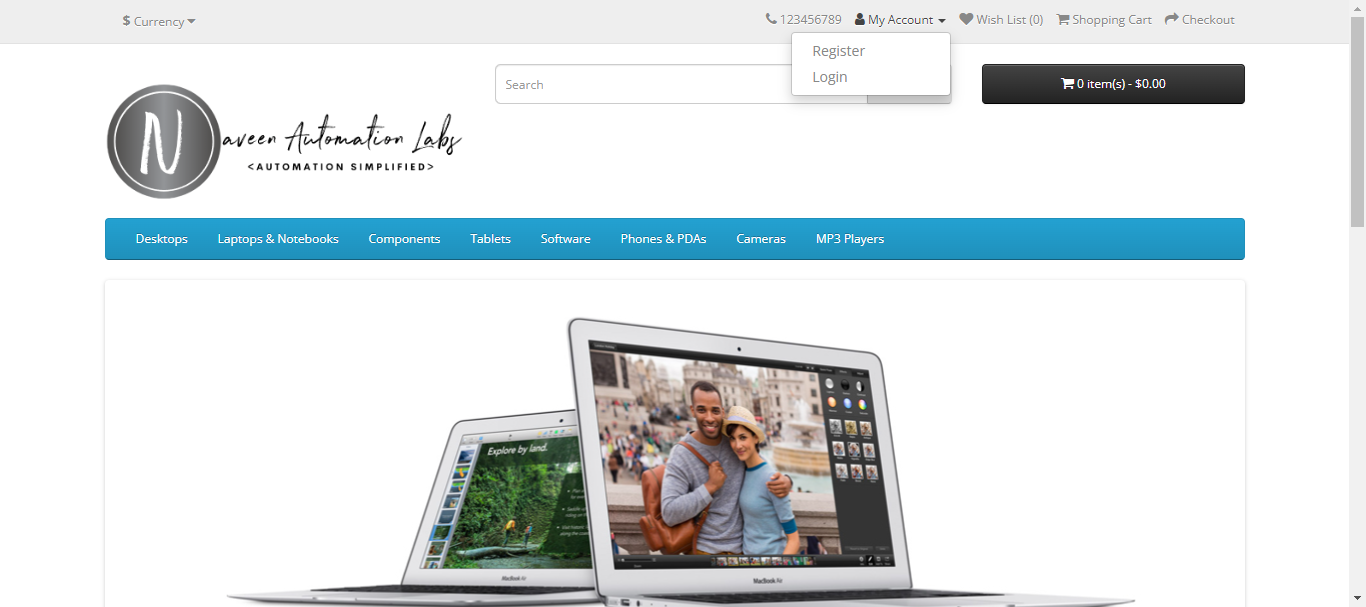 $ Currency
123456789 My Account Wish List (0) Shopping Cart Checkout
Register
Login
Search
0 item(s) - $0.00
Naveen Automation Labs
<AUTOMATION SIMPLIFIED>
Desktops Laptops & Notebooks Components Tablets Software Phones & PDAs Cameras MP3 Players
Explore by land.
MacBook Air
MacBook Air